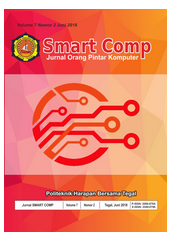 Volume 7 Nomor 2 Juni 2018
Smart Comp
Jurnal Orang Pintar Komputer
Politeknik Harapan Bersama Tegal
Jurnal SMART COMP
Volume 7
Nomor 2
Tegal, Juni 2018